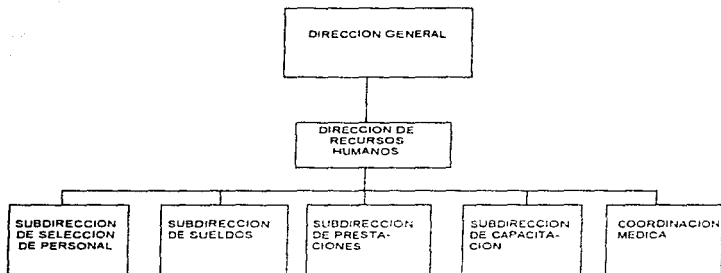 DIRECCION GENERAL
DIRECCION DE
RECURSOS
HUMANOS
SUBDIRECCION
DE SELECCION
DE PERSONAL
SUBDIRECCION
DE SUELDOS
SUBDIRECCION
DE PRESTA-
CIONES
SUBDIRECCION
DE CAPACITA-
CION
COORDINACION
MEDICA